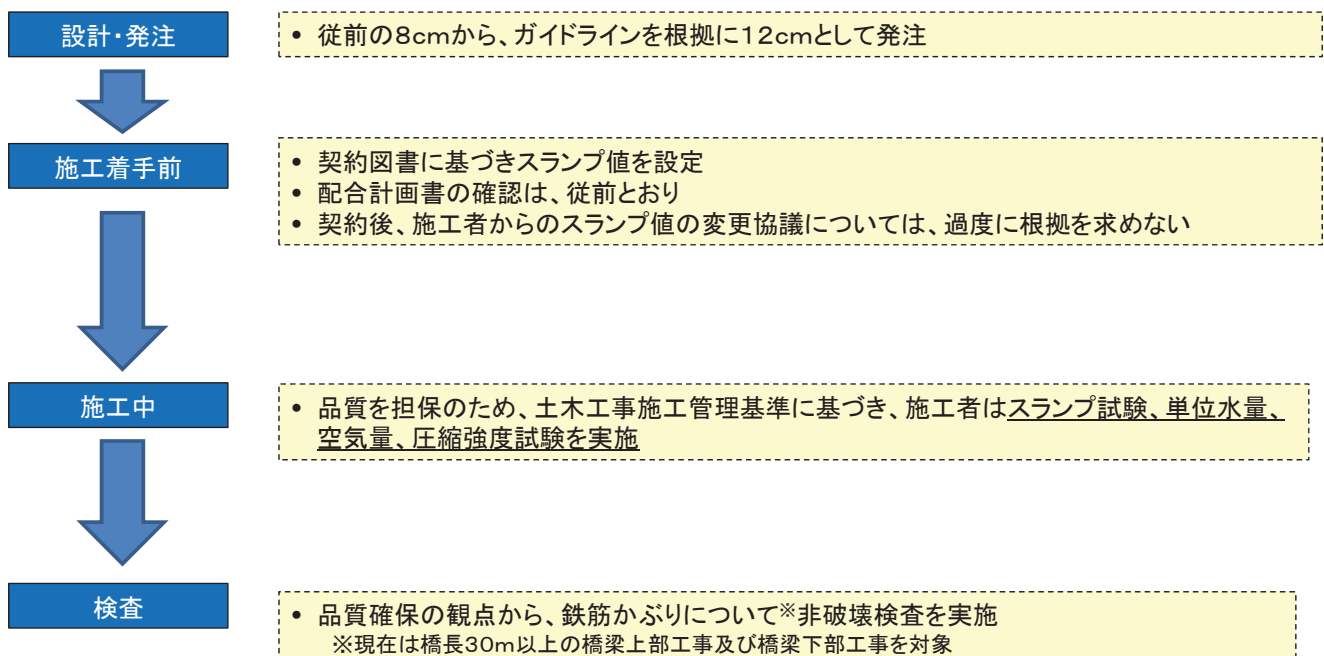 設計・発注
• 従前の8cmから、ガイドラインを根拠に12cmとして発注
施工着手前
• 契約図書に基づきスランプ値を設定
• 配合計画書の確認は、従前とおり
• 契約後、施工者からのスランプ値の変更協議については、過度に根拠を求めない
施工中
• 品質を担保のため、土木工事施工管理基準に基づき、施工者はスランプ試験、単位水量、
空気量、圧縮強度試験を実施
検査
• 品質確保の観点から、鉄筋かぶりについて※非破壊検査を実施
※現在は橋長30m以上の橋梁上部工事及び橋梁下部工事を対象